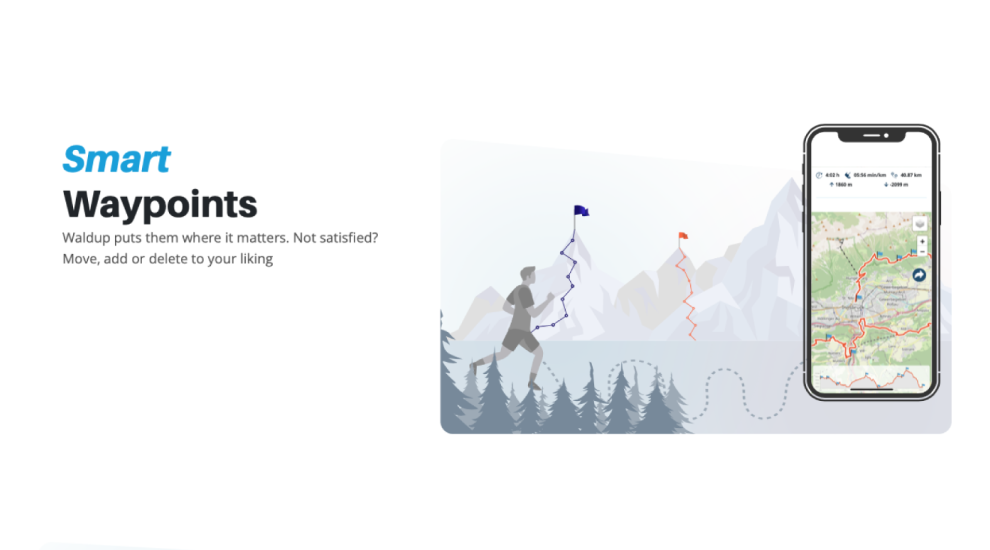 Smart
Waypoints
Waldup puts them where it matters. Not satisfied?
Move, add or delete to your liking
4:02 h 05:56 min/km 40.87 km
1860 m -2099 m
+
−